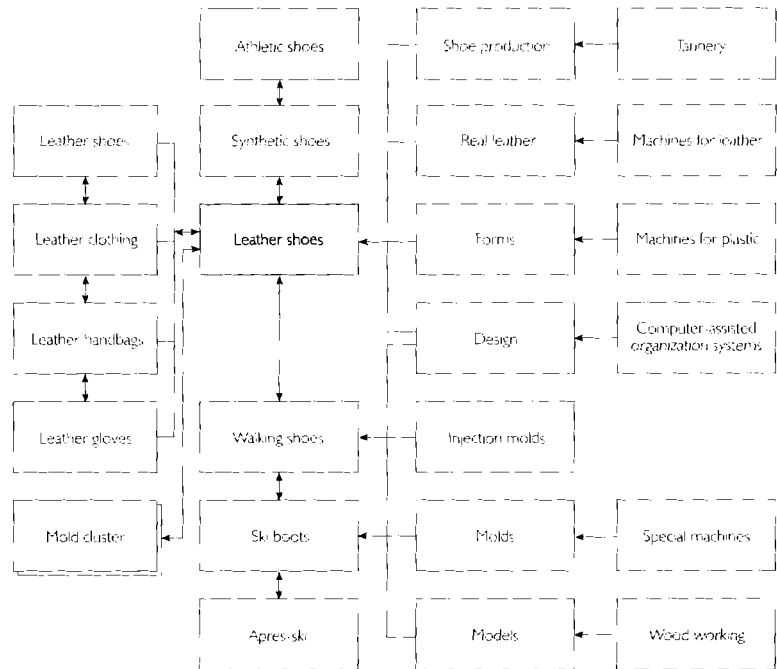 Athletic shoes
Shoe production
Tannery
Leather shoes
Synthetic shoes
Real leather
Machines for leather
Leather clothing
Leather shoes
Forms
Machines for plastic
Leather handbags
Design
Computer-assisted
organization systems
Leather gloves
Walking shoes
Injection molds
Mold cluster
Ski boots
Molds
Special machines
Apres-ski
Models
Wood working